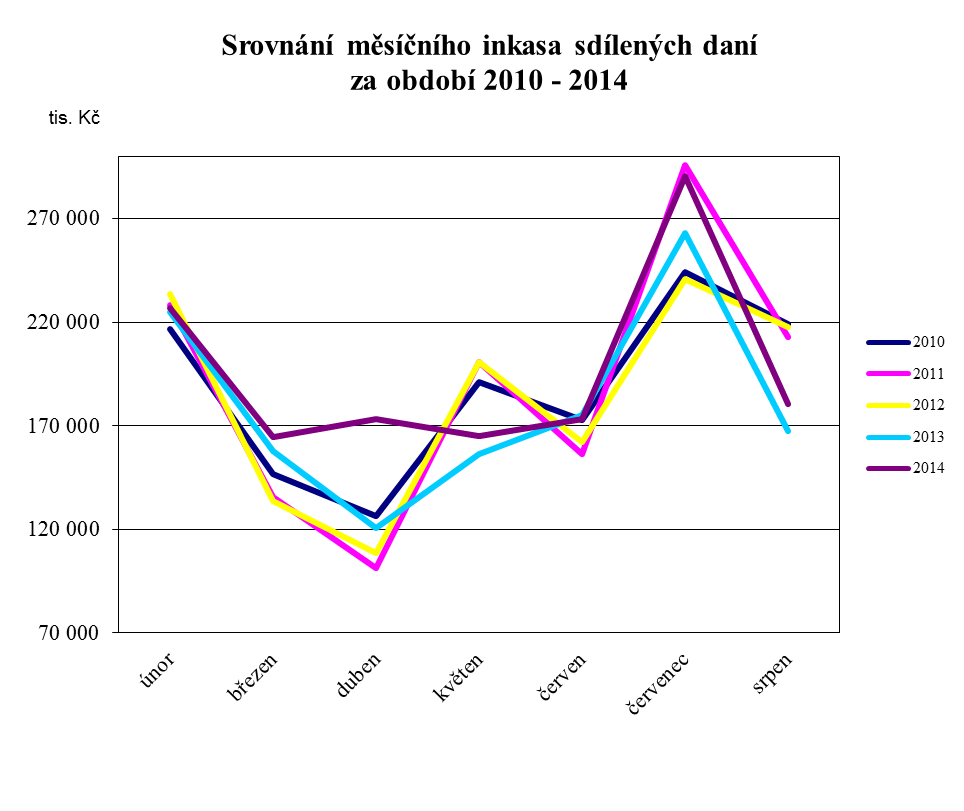 Srovnání měsíčního inkasa sdílených daní
za období 2010 - 2014
tis. Kč
270 000
220 000
170 000
120 000
70 000
únor
březen
duben
květen
červen
červenec
srpen
2010
2011
2012
2013
2014